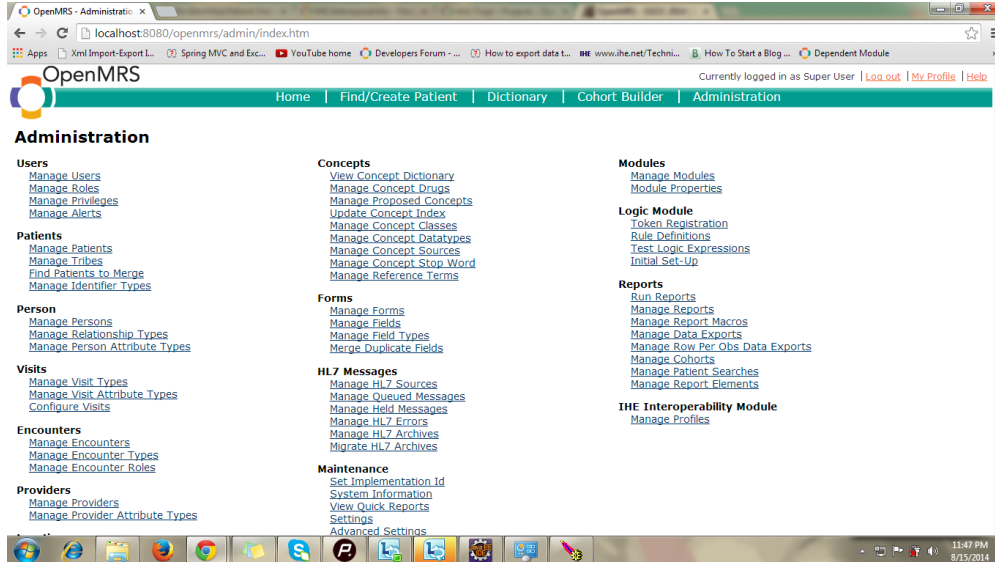 OpenMRS - Administratio
localhost:8080/openmrs/admin/index.htm
Apps Xml Import-Export I... Spring MVC and Exc... YouTube home Developers Forum - ... How to export data t... IHE www.ihe.net/Techni... B How To Start a Blog ... Dependent Module
OpenMRS
Currently logged in as Super User | Log out | My Profile | Help
Home | Find/Create Patient | Dictionary | Cohort Builder | Administration
Administration
Users
Manage Users
Manage Roles
Manage Privileges
Manage Alerts
Patients
Manage Patients
Manage Tribes
Find Patients to Merge
Manage Identifier Types
Person
Manage Persons
Manage Relationship Types
Manage Person Attribute Types
Visits
Manage Visit Types
Manage Visit Attribute Types
Configure Visits
Encounters
Manage Encounters
Manage Encounter Types
Manage Encounter Roles
Providers
Manage Providers
Manage Provider Attribute Types
Concepts
View Concept Dictionary
Manage Concept Drugs
Manage Proposed Concepts
Update Concept Index
Manage Concept Classes
Manage Concept Datatypes
Manage Concept Sources
Manage Concept Stop Word
Manage Reference Terms
Forms
Manage Forms
Manage Fields
Manage Field Types
Merge Duplicate Fields
HL7 Messages
Manage HL7 Sources
Manage Queued Messages
Manage Held Messages
Manage HL7 Errors
Manage HL7 Archives
Migrate HL7 Archives
Maintenance
Set Implementation Id
System Information
View Quick Reports
Settings
Advanced Settings
Modules
Manage Modules
Module Properties
Logic Module
Token Registration
Rule Definitions
Test Logic Expressions
Initial Set-Up
Reports
Run Reports
Manage Reports
Manage Report Macros
Manage Data Exports
Manage Row Per Obs Data Exports
Manage Cohorts
Manage Patient Searches
Manage Report Elements
IHE Interoperability Module
Manage Profiles
11:47 PM
8/15/2014